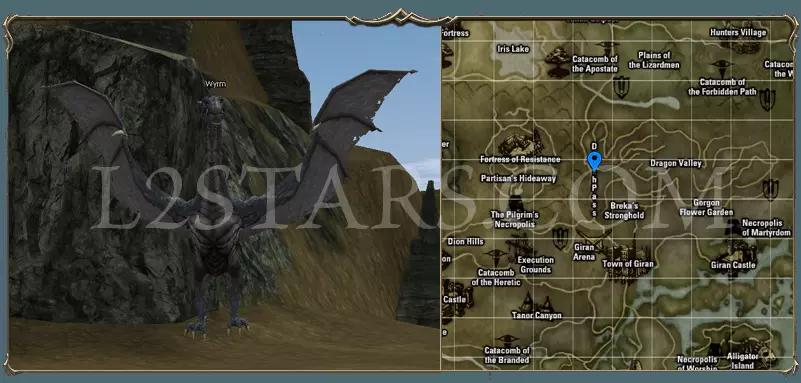 Wyrm
L2STARS.COM
Fortress
Iris Lake
Hunters Village
Catacomb of
the Apostate
Plains of
the Lizardmen
Catacomb of
the Forbidden Path
Fortress of Resistance
Partisan's Hideaway
Dragon Valley
hPass
Breka's
Stronghold
Gorgon
Flower Garden
The Pilgrim's
Necropolis
Necropolis
of Martyrdom
Dion Hills
Execution
Grounds
Giran
Arena
Town of Giran
Giran Castle
Catacomb
of the Heretic
Castle
Tanor Canyon
Catacomb
of the Branded
Necropolis
of Worship
Alligator
Island